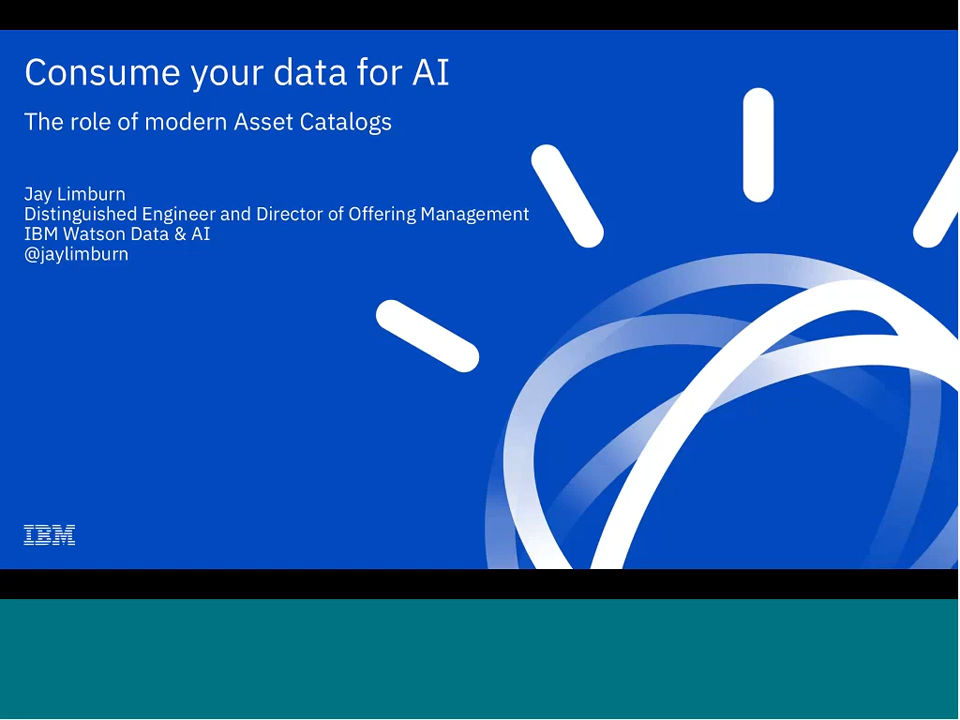 Consume your data for AI
The role of modern Asset Catalogs
Jay Limburn
Distinguished Engineer and Director of Offering Management
IBM Watson Data & AI
@jaylimburn
IBM